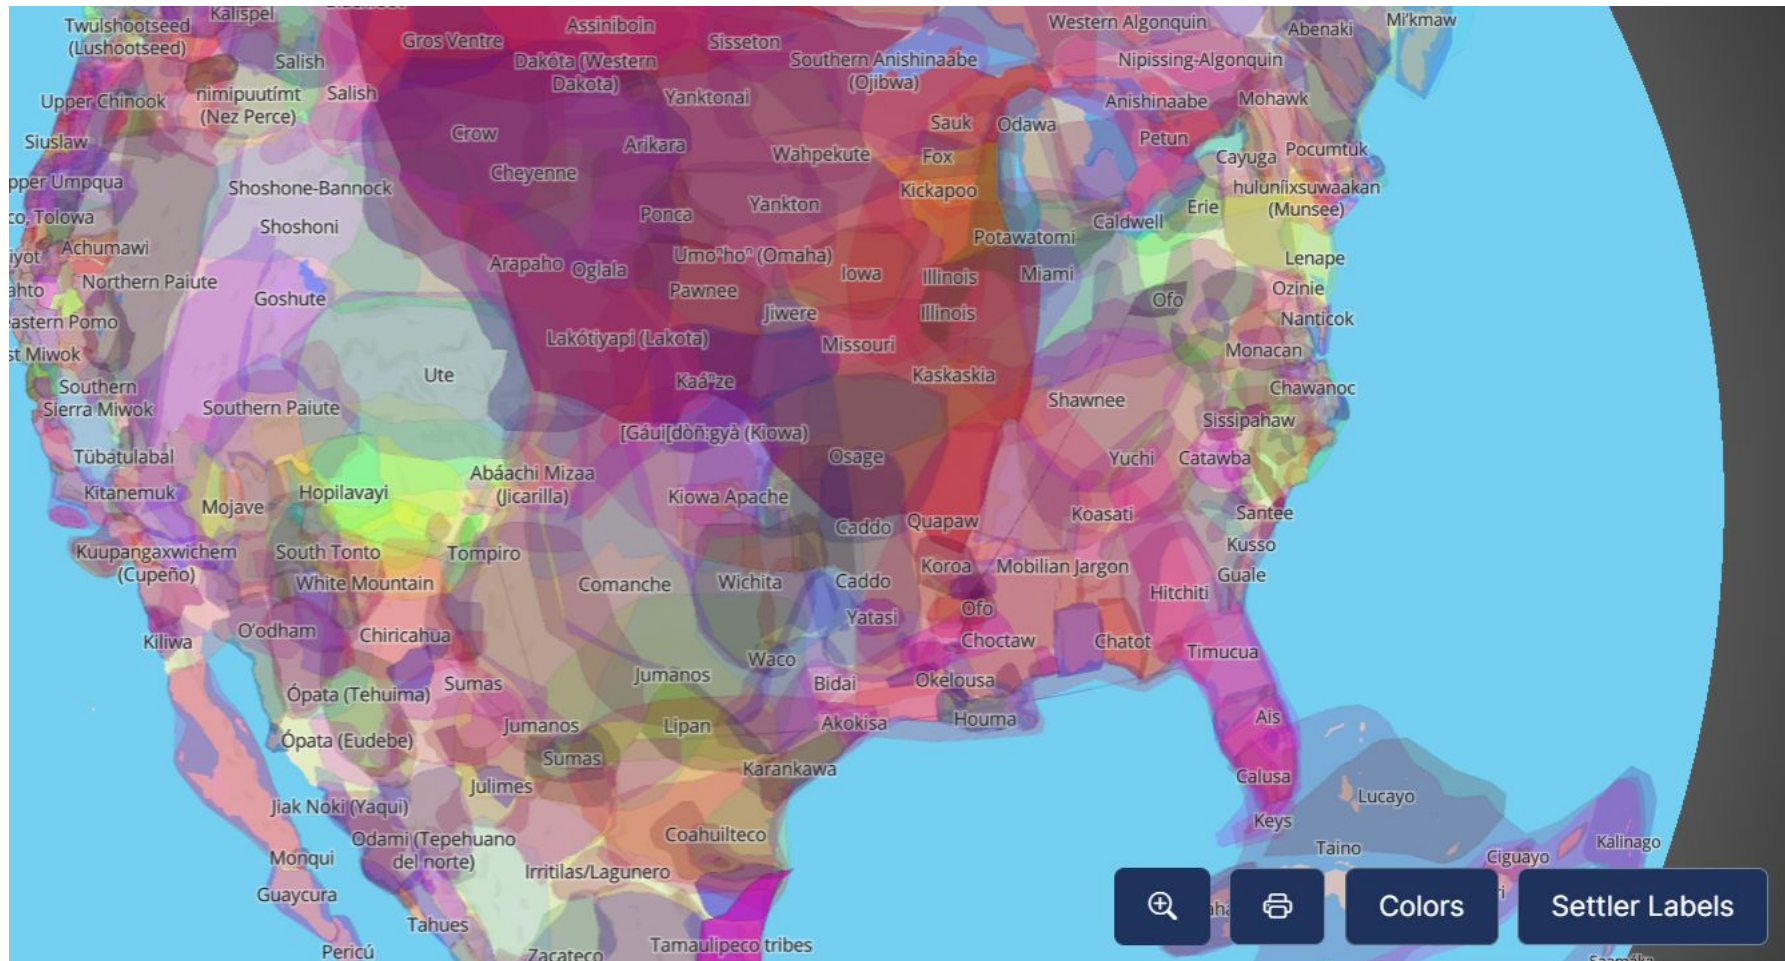 Kalispel
Twulshootseed
(Lushootseed)
Gros Ventre
Assiniboin
Sisseton
Western Algonquin
Abenaki
Mi'kmaw
Salish
Dakóta (Western
Dakota)
Southern Anishinaabe
(Ojibwa)
Nipissing-Algonquin
Upper Chinook
nimipuutímt
(Nez Perce)
Salish
Yanktonai
Anishinaabe
Mohawk
Siuslaw
Crow
Arikara
Sauk
Odawa
Petun
Wahpekute
Fox
Cayuga
Pocumtuk
pper Umpqua
Shoshone-Bannock
Cheyenne
Kickapoo
huluníixsuwaakan
(Munsee)
co, Tolowa
Shoshoni
Ponca
Yankton
Caldwell
Erie
iyot
Achumawi
Potawatomi
Lenape
ahto
Northern Paiute
Goshute
Arapaho
Oglala
Umoⁿhoⁿ (Omaha)
Iowa
Illinois
Miami
Pawnee
Ofo
Ozinie
eastern Pomo
Jiwere
Illinois
Nanticok
st Miwok
Lakótiyapi (Lakota)
Missouri
Monacan
Southern
Sierra Miwok
Ute
Kaáⁿze
Kaskaskia
Chawanoc
Southern Paiute
Shawnee
Sissipahaw
[Gáui[dòñ:gyà (Kiowa)
Tübatulabal
Osage
Yuchi
Catawba
Kitanemuk
Mojave
Hopilavayi
Abáachi Mizaa
(Jicarilla)
Kiowa Apache
Caddo
Quapaw
Koasati
Santee
Kuupangaxwichem
(Cupeño)
South Tonto
Tompiro
Kusso
White Mountain
Comanche
Wichita
Caddo
Koroa
Mobilian Jargon
Guale
Hitchiti
Yatasi
Ofo
Kiliwa
O'odham
Chiricahua
Choctaw
Chatot
Timucua
Waco
Ópata (Tehuima)
Sumas
Jumanos
Bidai
Okelousa
Jumanos
Lipan
Akokisa
Houma
Ais
Ópata (Eudebe)
Sumas
Karankawa
Calusa
Julimes
Lucayo
Jiak Noki (Yaqui)
Keys
Odami (Tepehuano
del norte)
Coahuilteco
Taino
Kalinago
Monqui
Irritilas/Lagunero
Ciguayo
Guaycura
Tahues
Colors
Settler Labels
Pericú
Zacateco
Tamaulipeco tribes